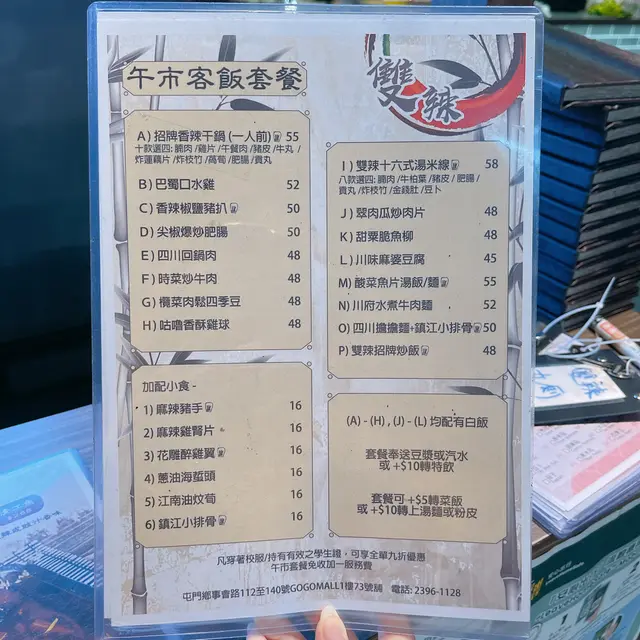 午市客飯套餐
雙辣
A) 招牌香辣干鍋 (一人前) 55
十款選四: 腩肉 /雞片 /午餐肉 /豬皮 /牛丸 /
炸蓮藕片 /炸枝竹 /萵荀 /肥腸 /貢丸
B) 巴蜀口水雞 52
C) 香辣椒鹽豬扒 50
D) 尖椒爆炒肥腸 50
E) 四川回鍋肉 48
F) 時菜炒牛肉 48
G) 欖菜肉鬆四季豆 48
H) 咕嚕香酥雞球 48
I ) 雙辣十六式湯米線 58
八款選四: 腩肉 /牛柏葉 /豬皮 /肥腸 /
貢丸 /炸枝竹 /金錢肚 /豆卜
J) 翠肉瓜炒肉片 48
K) 甜粟脆魚柳 48
L) 川味麻婆豆腐 45
M) 酸菜魚片湯飯/麵 55
N) 川府水煮牛肉麵 52
O) 四川擔擔麵+鎮江小排骨 50
P) 雙辣招牌炒飯 48
加配小食 -
1) 麻辣豬手 16
2) 麻辣雞腎片 16
3) 花雕醉雞翼 16
4) 蔥油海蜇頭 16
5) 江南油炆筍 16
6) 鎮江小排骨 16
(A) - (H) , (J) - (L) 均配有白飯
套餐奉送豆漿或汽水
或 +$10轉特飲
套餐可 +$5轉菜飯
或 +$10轉上湯麵或粉皮
凡穿著校服/持有有效之學生證，可享全單九折優惠
午市套餐免收加一服務費
屯門鄉事會路112至140號GOGOMALL1樓73號舖 電話: 2396-1128